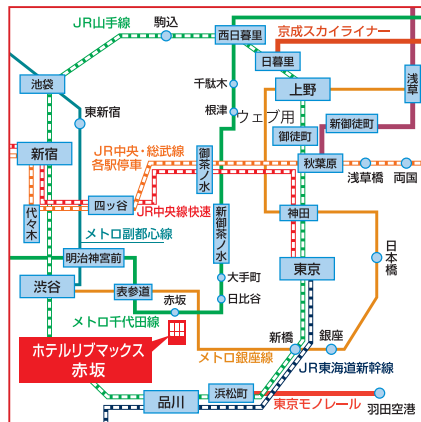 JR山手線
駒込
西日暮里
京成スカイライナー
日暮里
池袋
千駄木
上野
浅草
東新宿
根津
ウェブ用
御徒町
新御徒町
新宿
JR中央・総武線
各駅停車
御茶ノ水
秋葉原
浅草橋
両国
代々木
四ッ谷
JR中央線快速
新御茶ノ水
神田
メトロ副都心線
明治神宮前
日本橋
渋谷
表参道
大手町
東京
赤坂
日比谷
メトロ千代田線
新橋
銀座
ホテルリブマックス
赤坂
メトロ銀座線
JR東海道新幹線
品川
浜松町
東京モノレール
羽田空港